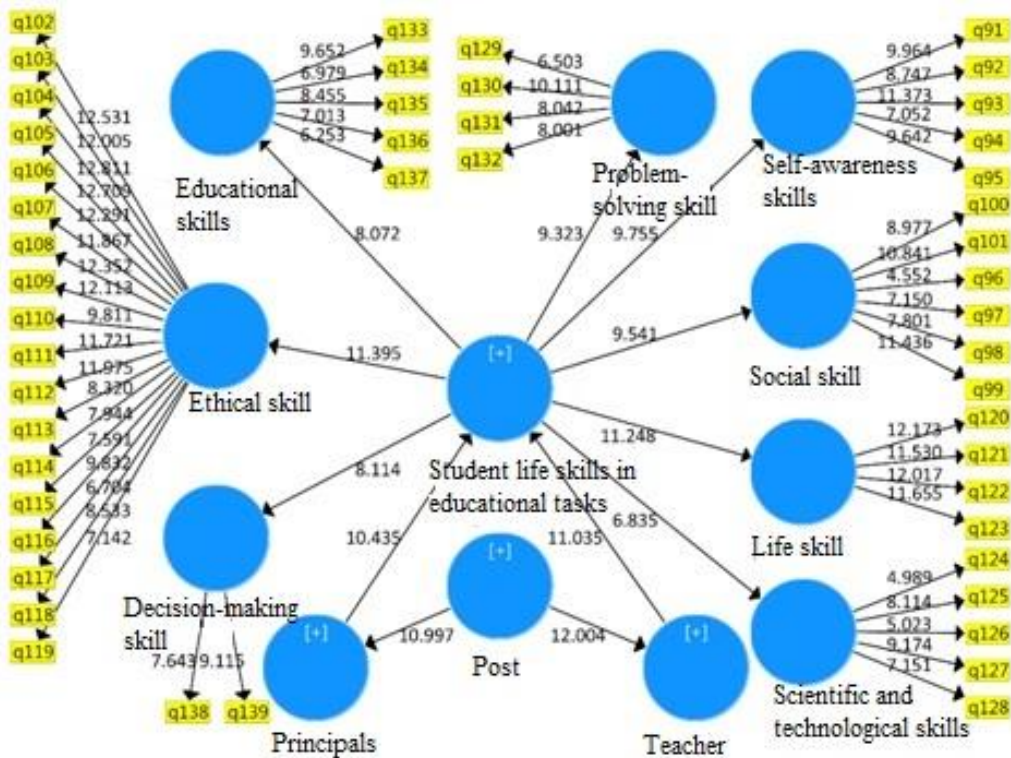 q102
q103
q104
q105
q106
q107
q108
q109
q110
q111
q112
q113
q114
q115
q116
q117
q118
q119
12.531
12.005
12.811
12.709
12.291
11.867
12.352
12.113
9.811
11.721
11.975
8.320
7.944
7.591
9.832
6.704
8.533
7.142
Ethical skill
Educational
skills
9.652
6.979
8.455
7.013
6.253
q133
q134
q135
q136
q137
q129
q130
q131
q132
6.503
10.111
8.042
8.001
Problem-
solving skill
Self-awareness
skills
9.964
8.747
11.373
7.052
9.642
q91
q92
q93
q94
q95
8.072
9.323
9.755
11.395
9.541
11.248
8.114
6.835
10.435
11.035
[+]
Student life skills in
educational tasks
Social skill
8.977
10.841
4.552
7.150
7.801
11.436
q100
q101
q96
q97
q98
q99
Life skill
12.173
11.530
12.017
11.655
q120
q121
q122
q123
Decision-making
skill
7.643
9.115
q138
q139
[+]
Principals
10.997
[+]
Post
12.004
[+]
Teacher
Scientific and
technological skills
4.989
8.114
5.023
9.174
7.151
q124
q125
q126
q127
q128